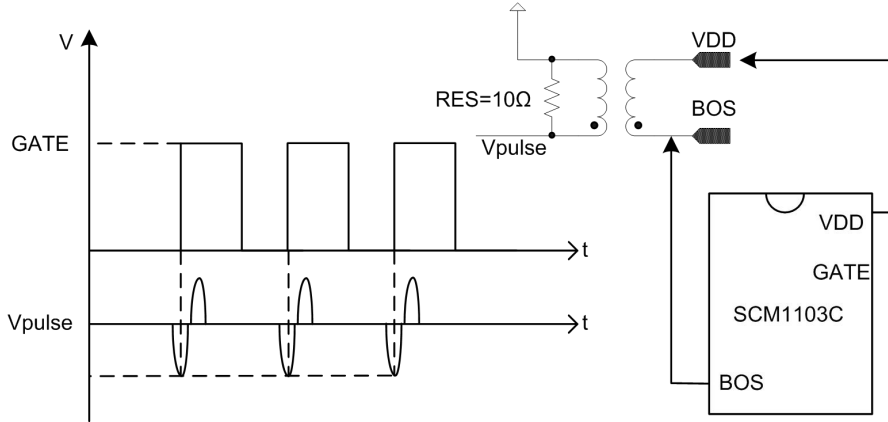 V
GATE
t
Vpulse
t
VDD
RES=10Ω
BOS
Vpulse
VDD
GATE
SCM1103C
BOS